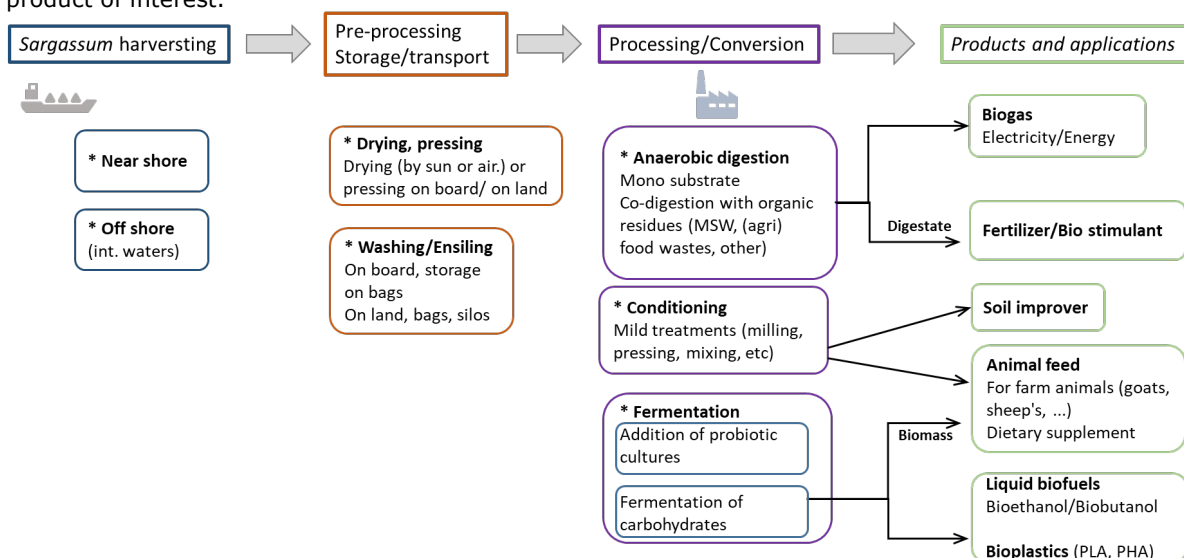 product of interest.
Sargassum harversting
Pre-processing
Storage/transport
Processing/Conversion
Products and applications
* Near shore
* Off shore
(int. waters)
* Drying, pressing
Drying (by sun or air.) or
pressing on board/ on land
* Washing/Ensiling
On board, storage
on bags
On land, bags, silos
* Anaerobic digestion
Mono substrate
Co-digestion with organic
residues (MSW, (agri)
food wastes, other)
* Conditioning
Mild treatments (milling,
pressing, mixing, etc)
* Fermentation
Addition of probiotic
cultures
Fermentation of
carbohydrates
Digestate
Biomass
Biogas
Electricity/Energy
Fertilizer/Bio stimulant
Soil improver
Animal feed
For farm animals (goats,
sheep's, ...)
Dietary supplement
Liquid biofuels
Bioethanol/Biobutanol
Bioplastics (PLA, PHA)